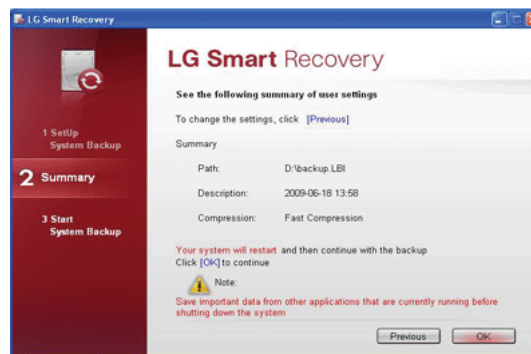 LG Smart Recovery
LG Smart Recovery
See the following summary of user settings
To change the settings, click [Previous]
1 SetUp
System Backup
Summary
Path: D:\backup.LBI
2 Summary
Description: 2009-06-18 13:58
Compression: Fast Compression
3 Start
System Backup
Your system will restart and then continue with the backup
Click [OK] to continue
Note:
Save important data from other applications that are currently running before
shutting down the system
Previous OK